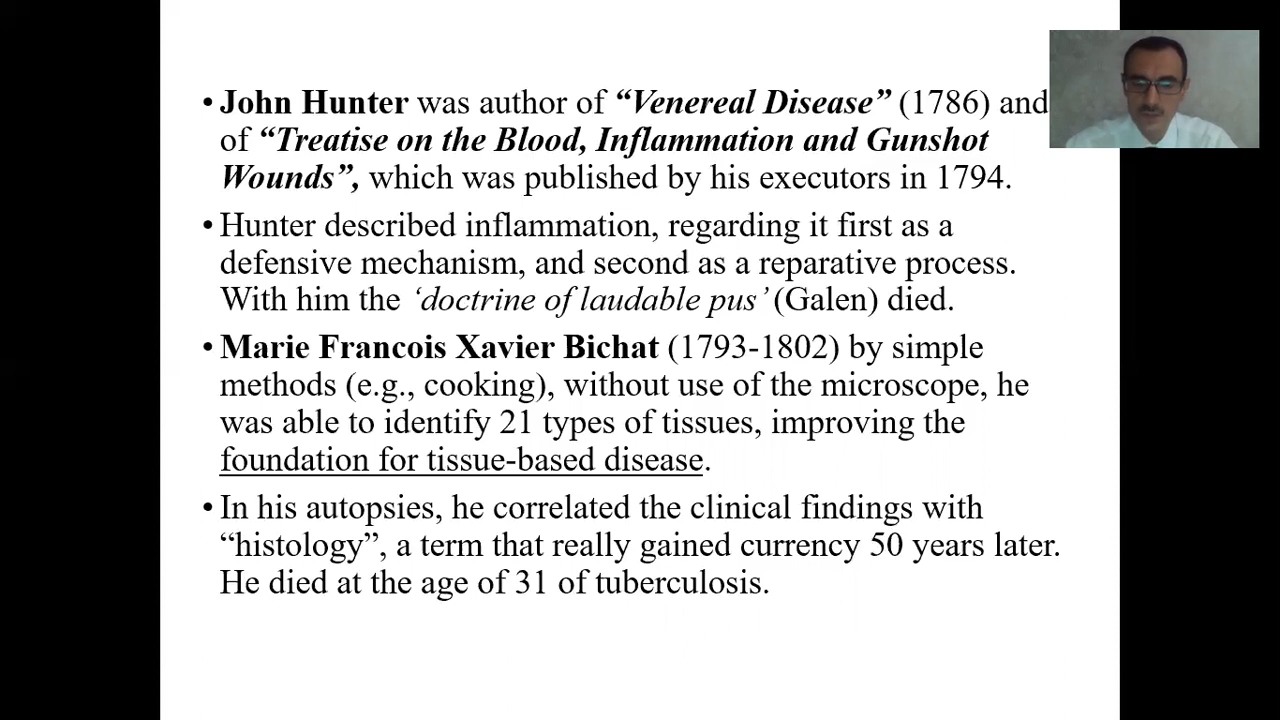 • John Hunter was author of “Venereal Disease” (1786) and
of “Treatise on the Blood, Inflammation and Gunshot
Wounds”, which was published by his executors in 1794.
• Hunter described inflammation, regarding it first as a
defensive mechanism, and second as a reparative process.
With him the ‘doctrine of laudable pus’ (Galen) died.
• Marie Francois Xavier Bichat (1793-1802) by simple
methods (e.g., cooking), without use of the microscope, he
was able to identify 21 types of tissues, improving the
foundation for tissue-based disease.
• In his autopsies, he correlated the clinical findings with
“histology”, a term that really gained currency 50 years later.
He died at the age of 31 of tuberculosis.